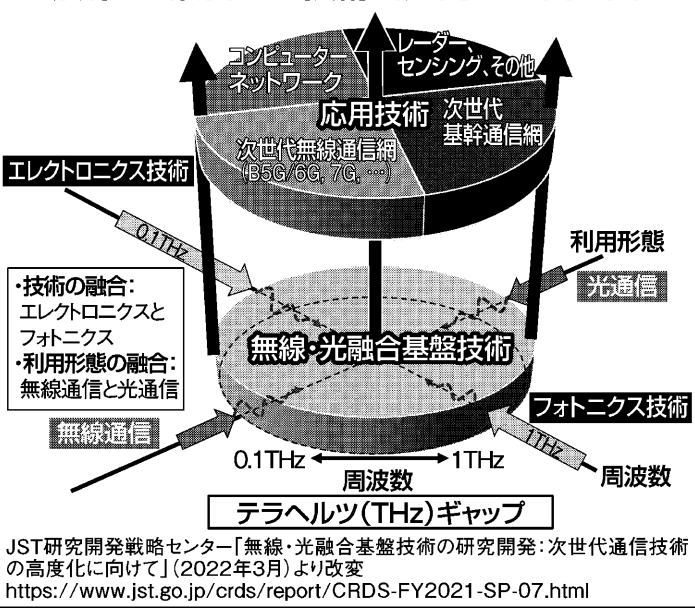 コンピューター
ネットワーク
レーダー、
センシング、その他
応用技術
次世代
基幹通信網
次世代無線通信網
(B5G/6G, 7G, …)
エレクトロニクス技術
0.1THz
利用形態
光通信
・技術の融合:
エレクトロニクスと
フォトニクス
・利用形態の融合:
無線通信と光通信
無線・光融合基盤技術
無線通信
フォトニクス技術
1THz
0.1THz
1THz
周波数
周波数
テラヘルツ(THz)ギャップ
JST研究開発戦略センター「無線・光融合基盤技術の研究開発:次世代通信技術
の高度化に向けて」(2022年3月)より改変
https://www.jst.go.jp/crds/report/CRDS-FY2021-SP-07.html